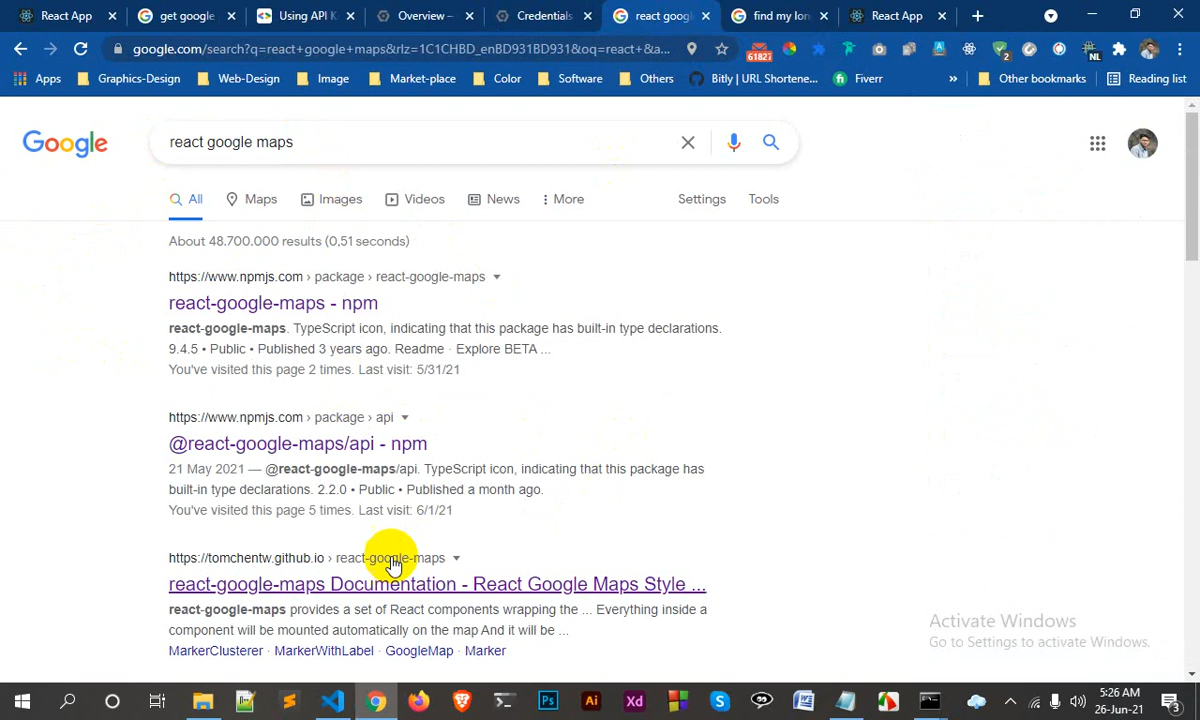 React App
get google
Using API K
Overview –
Credentials
react goog
find my lon
React App
google.com/search?q=react+google+maps&rlz=1C1CHBD_enBD931BD931&oq=react+&a...
61827
2
NL
Apps
Graphics-Design
Web-Design
Image
Market-place
Color
Software
Others
Bitly | URL Shortene...
Fiverr
»
Other bookmarks
Reading list
Google
react google maps
All
Maps
Images
Videos
News
More
Settings
Tools
About 48.700.000 results (0,51 seconds)
https://www.npmjs.com › package › react-google-maps
react-google-maps - npm
react-google-maps. TypeScript icon, indicating that this package has built-in type declarations.
9.4.5 • Public • Published 3 years ago. Readme · Explore BETA ...
You've visited this page 2 times. Last visit: 5/31/21
https://www.npmjs.com › package › api
@react-google-maps/api - npm
21 May 2021 — @react-google-maps/api. TypeScript icon, indicating that this package has
built-in type declarations. 2.2.0 • Public • Published a month ago.
You've visited this page 5 times. Last visit: 6/1/21
https://tomchentw.github.io › react-google-maps
react-google-maps Documentation - React Google Maps Style ...
react-google-maps provides a set of React components wrapping the ... Everything inside a
component will be mounted automatically on the map And it will be ...
MarkerClusterer · MarkerWithLabel · GoogleMap · Marker
Activate Windows
Go to Settings to activate Windows.
Ps
Ai
Xd
5:26 AM
26-Jun-21
3